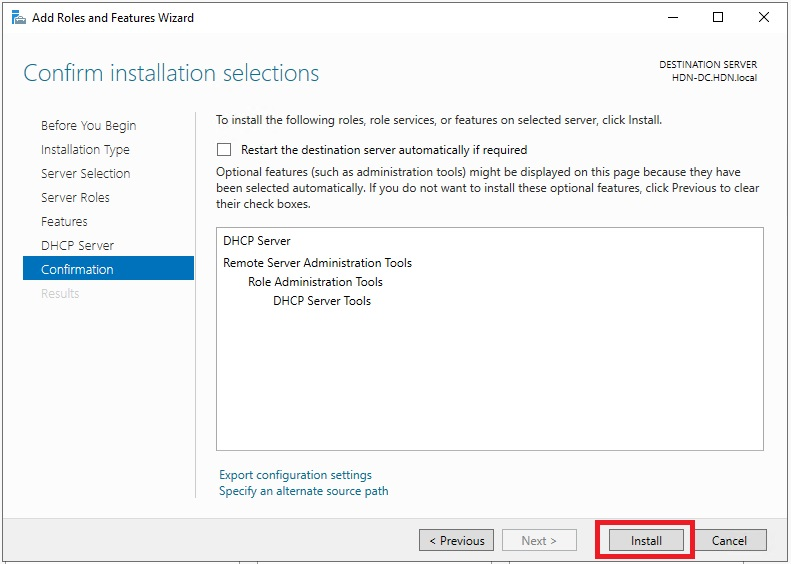 Add Roles and Features Wizard
Confirm installation selections
DESTINATION SERVER
HDN-DC.HDN.local
Before You Begin
Installation Type
Server Selection
Server Roles
Features
DHCP Server
Confirmation
Results
To install the following roles, role services, or features on selected server, click Install.
Restart the destination server automatically if required
Optional features (such as administration tools) might be displayed on this page because they have
been selected automatically. If you do not want to install these optional features, click Previous to clear
their check boxes.
DHCP Server
Remote Server Administration Tools
Role Administration Tools
DHCP Server Tools
Export configuration settings
Specify an alternate source path
< Previous
Next >
Install
Cancel